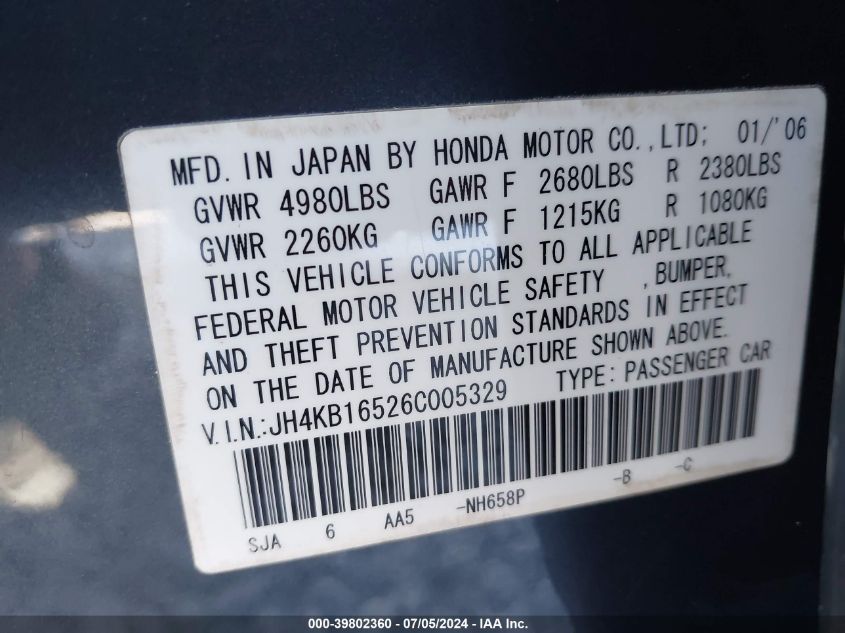 MFD. IN JAPAN BY HONDA MOTOR CO., LTD; 01/'06
GVWR 4980LBS GAWR F 2680LBS R 2380LBS
GVWR 2260KG GAWR F 1215KG R 1080KG
THIS VEHICLE CONFORMS TO ALL APPLICABLE
FEDERAL MOTOR VEHICLE SAFETY , BUMPER,
AND THEFT PREVENTION STANDARDS IN EFFECT
ON THE DATE OF MANUFACTURE SHOWN ABOVE.
V.I.N.:JH4KB16526C005329 TYPE: PASSENGER CAR
SJA 6 AA5 -NH658P -B -C
000-39802360 / 07/05/2024 - IAA Inc.